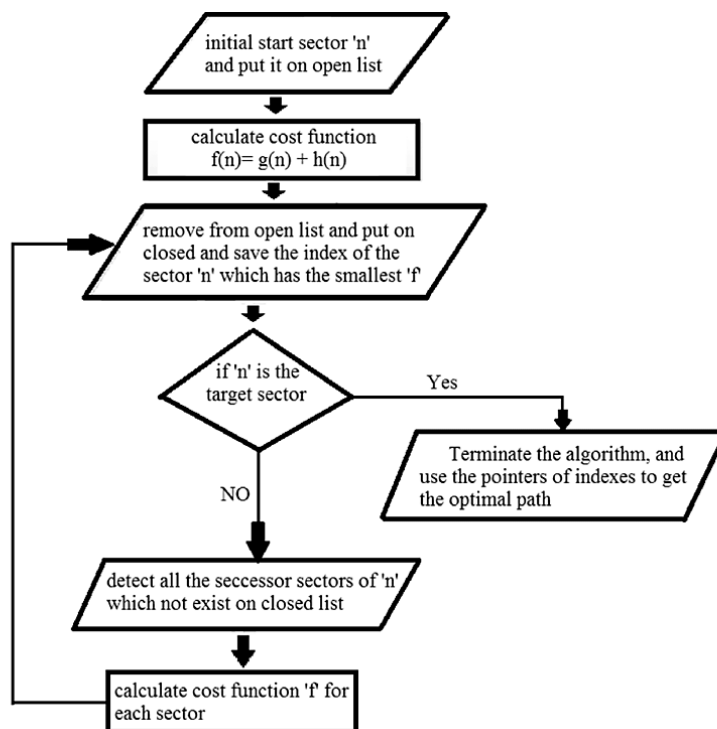 initial start sector 'n'
and put it on open list
calculate cost function
f(n)= g(n) + h(n)
remove from open list and put on
closed and save the index of the
sector 'n' which has the smallest 'f'
if 'n' is the
target sector
Yes
Terminate the algorithm, and
use the pointers of indexes to get
the optimal path
NO
detect all the seccessor sectors of 'n'
which not exist on closed list
calculate cost function 'f' for
each sector